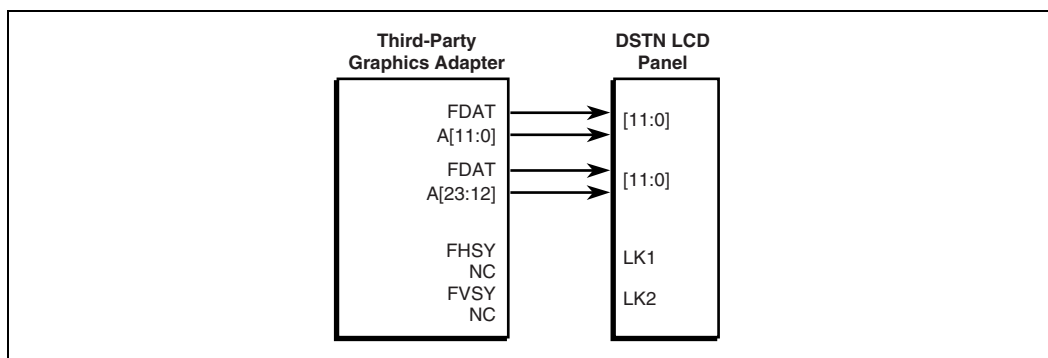 Third-Party
Graphics Adapter
DSTN LCD
Panel
FDAT
A[11:0]
FDAT
A[23:12]
FHSY
NC
FVSY
NC
[11:0]
[11:0]
LK1
LK2